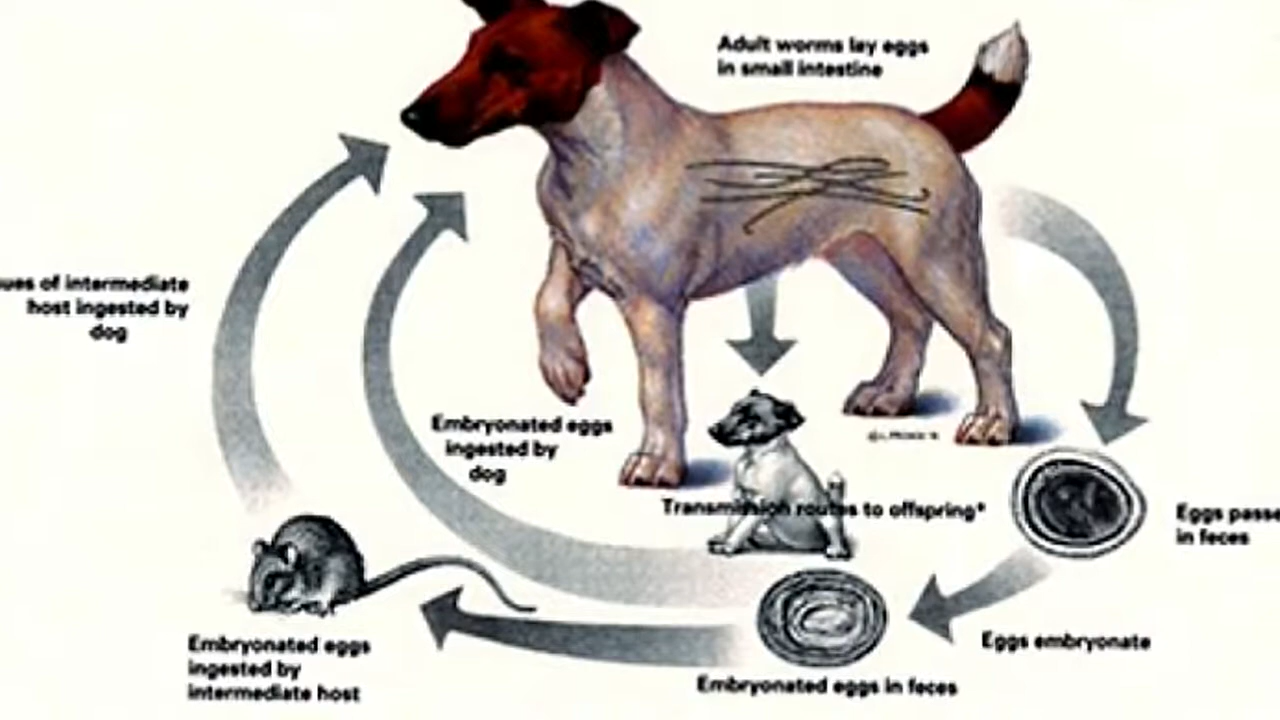 Adult worms lay eggs
in small intestine
ues of intermediate
host ingested by
dog
Embryonated eggs
ingested by
dog
Transmission routes to offspring*
Eggs passe
in feces
Eggs embryonate
Embryonated eggs
ingested by
intermediate host
Embryonated eggs in feces